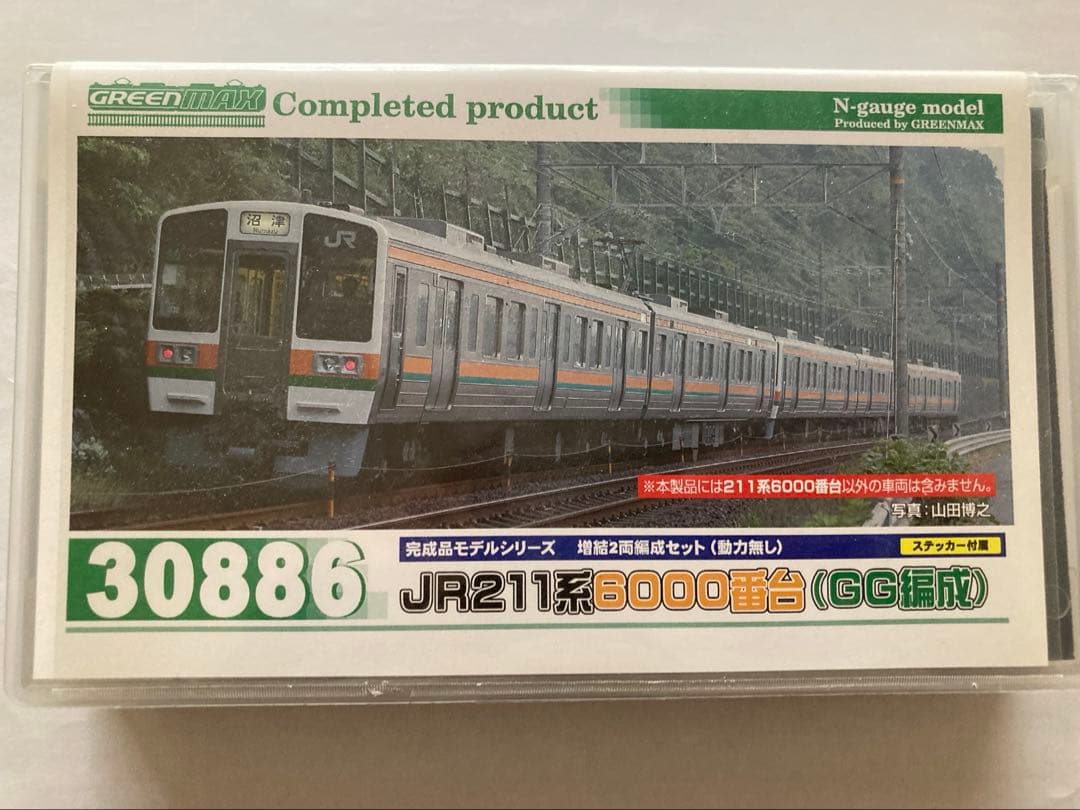 GREENMAX Completed product
N-gauge model
Produced by GREENMAX
沼津
JR
※本製品には211系6000番台以外の車両は含みません。
写真:山田博之
30886
完成品モデルシリーズ 増結2両編成セット(動力無し)
ステッカー付属
JR211系6000番台(GG編成)